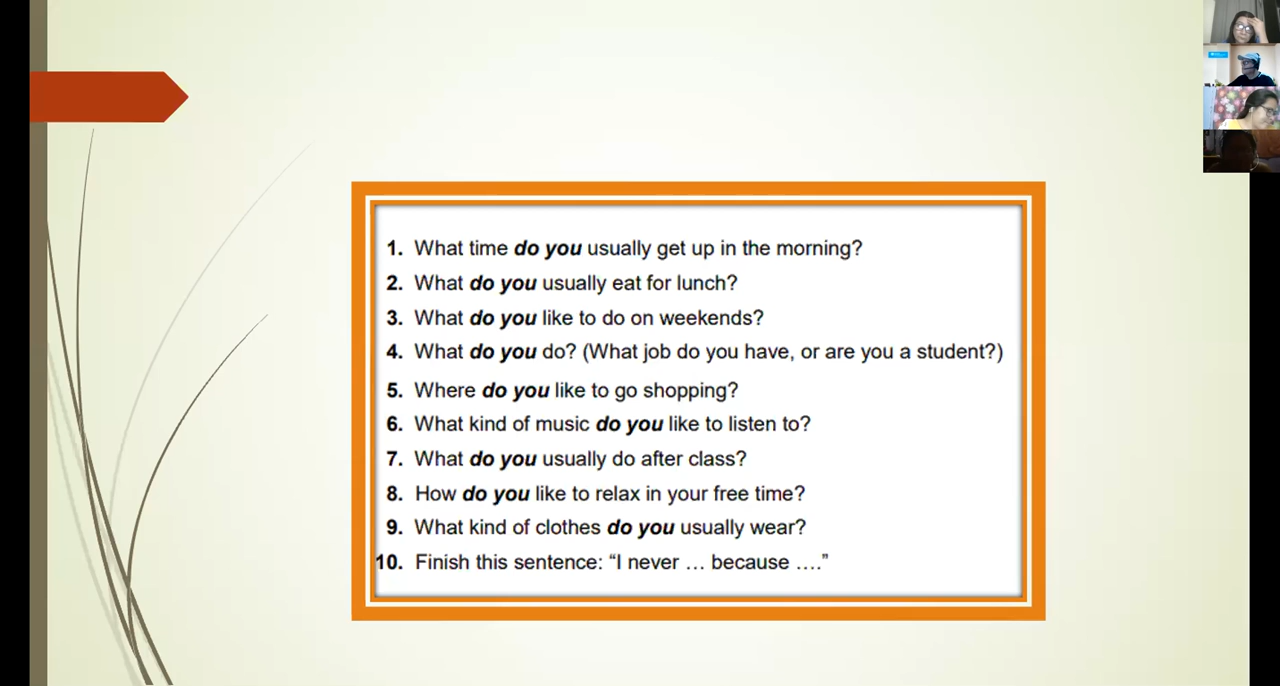 1. What time do you usually get up in the morning?
2. What do you usually eat for lunch?
3. What do you like to do on weekends?
4. What do you do? (What job do you have, or are you a student?)
5. Where do you like to go shopping?
6. What kind of music do you like to listen to?
7. What do you usually do after class?
8. How do you like to relax in your free time?
9. What kind of clothes do you usually wear?
10. Finish this sentence: “I never … because ….”